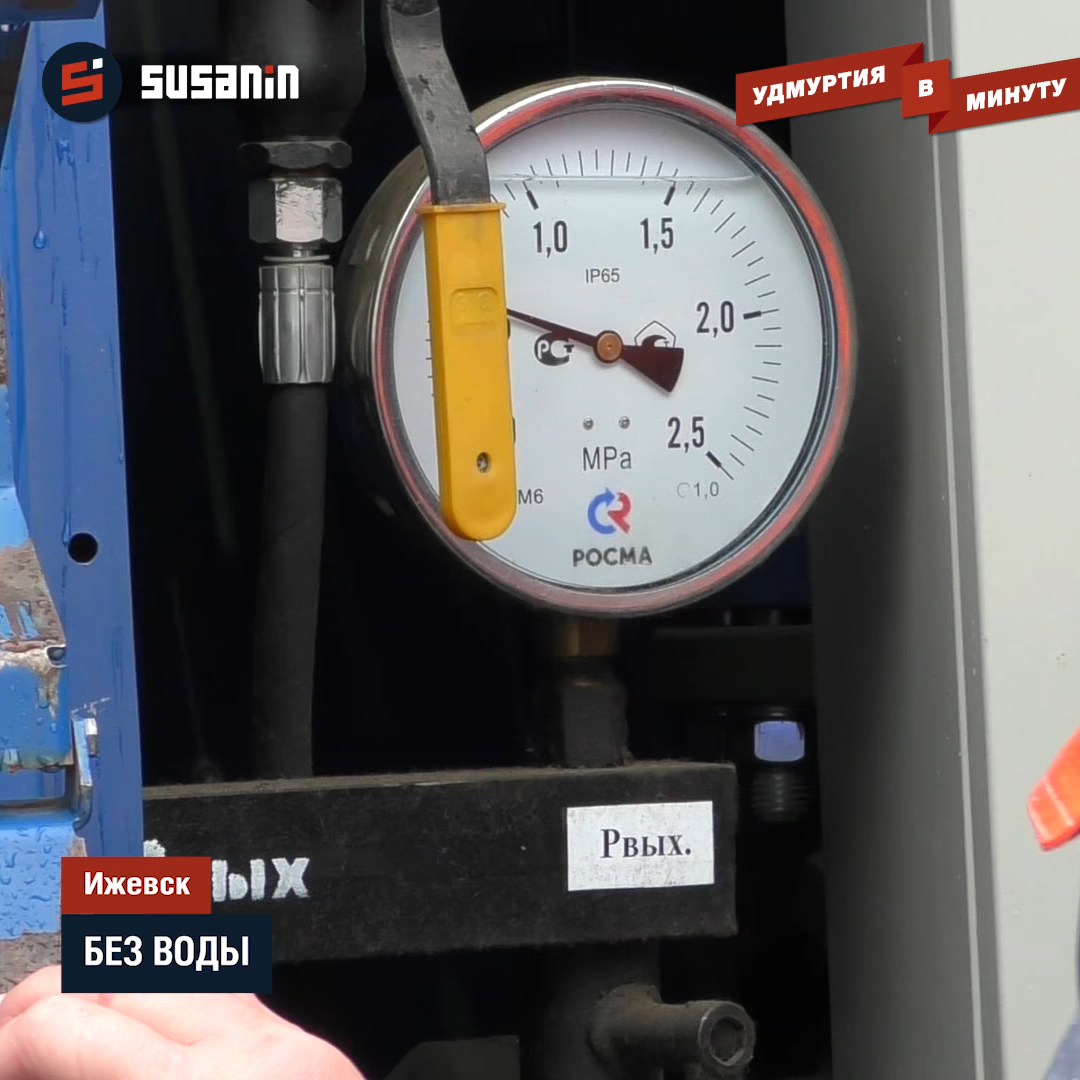 susanin
УДМУРТИЯ В МИНУТУ
1,0
1,5
IP65
2,0
2,5
MPa
M6
1,0
РОСМА
Рвых.
ых
Ижевск
БЕЗ ВОДЫ